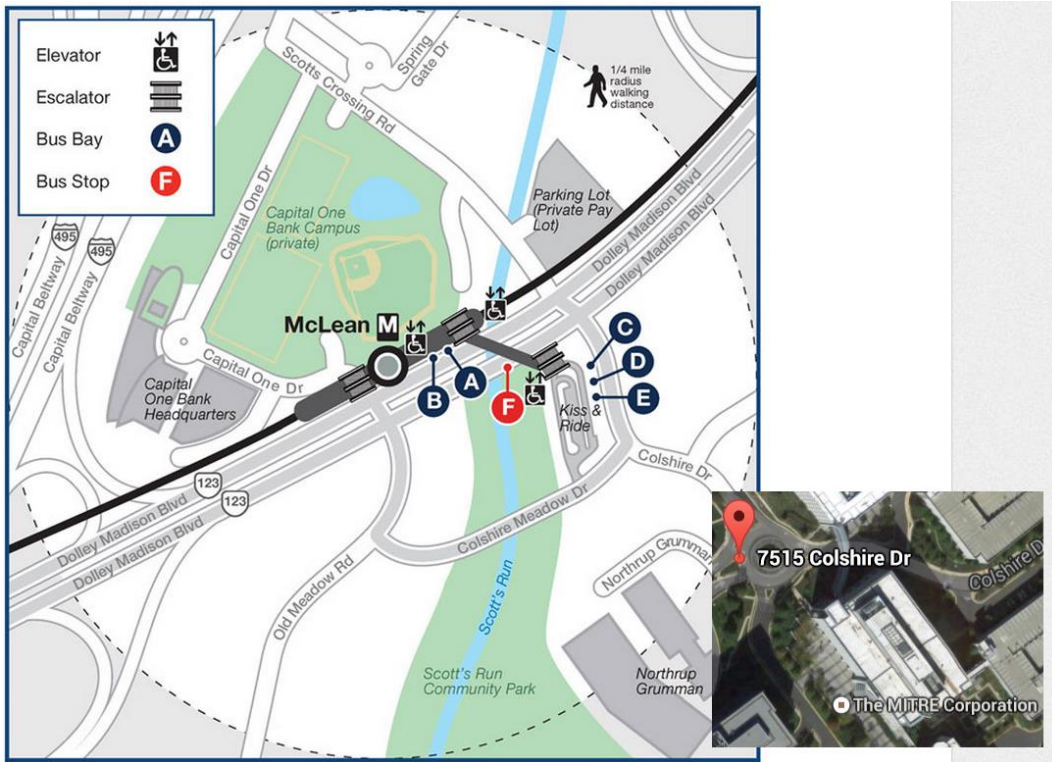 Elevator
Escalator
Bus Bay
A
Bus Stop
F
Scotts Crossing Rd
Spring
Gate Dr
1/4 mile
radius
walking
distance
495
495
Capital Beltway
Capital Beltway
Capital One Dr
Capital One
Bank Campus
(private)
Parking Lot
(Private Pay
Lot)
Dolley Madison Blvd
Dolley Madison Blvd
McLean M
Capital One Dr
Capital
One Bank
Headquarters
A
B
C
D
E
F
Kiss &
Ride
123
123
Dolley Madison Blvd
Dolley Madison Blvd
Colshire Dr
Colshire Meadow Dr
Old Meadow Rd
Scott's Run
Northrup Grumman
Scott's Run
Community Park
Northrup
Grumman
7515 Colshire Dr
Colshire D
The MITRE Corporation